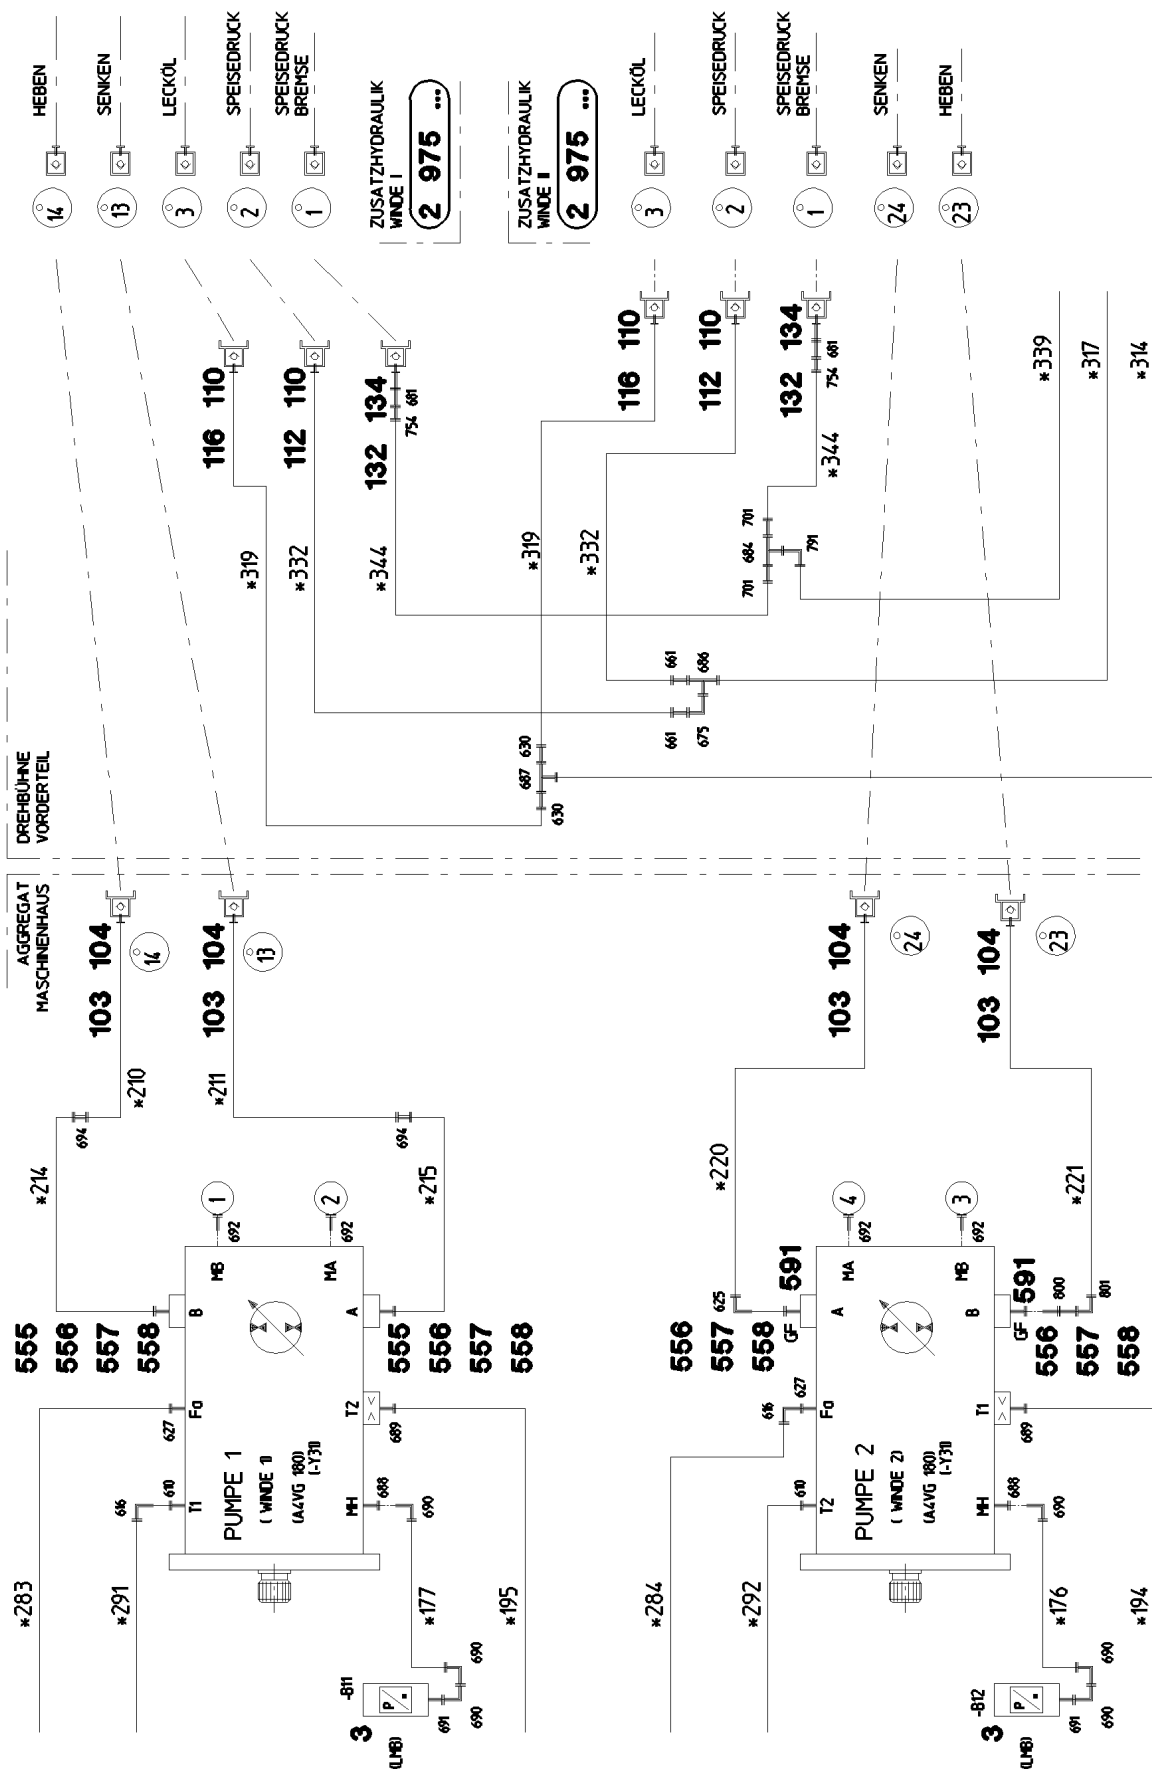 HEBEN
SENKEN
LECKÖL
SPEISEDRUCK
SPEISEDRUCK
BREMSE
14
13
3
2
1
ZUSATZHYDRAULIK
WINDE I
2 975 ...
ZUSATZHYDRAULIK
WINDE II
2 975 ...
LECKÖL
SPEISEDRUCK
SPEISEDRUCK
BREMSE
SENKEN
HEBEN
3
2
1
24
23
116 110
112 110
132 134
754 681
116 110
112 110
132 134
754 681
*319
*332
*344
*319
*332
*344
*339
*317
*314
701
684
701
791
661
686
661
675
630
687
630
DREHBÜHNE
VORDERTEIL
AGGREGAT
MASCHINENHAUS
103 104
14
103 104
13
103 104
24
103 104
23
*210
*211
694
694
*214
*215
*220
*221
1
692
MB
2
692
MA
4
692
MA
3
692
MB
555
556
557
558
B
A
555
556
557
558
556
557
558
625
GF
591
A
B
591
GF
556
557
558
800
801
627
Fa
T2
689
616
627
Fa
T1
689
616
610
T1
MH
688
690
610
T2
MH
688
690
PUMPE 1
( WINDE 1)
(A4VG 180)
(-Y31)
PUMPE 2
( WINDE 2)
(A4VG 180)
(-Y31)
*283
*291
*177
*195
*284
*292
*176
*194
-B11
P
3
(LMB)
691
690
690
-B12
P
3
(LMB)
691
690
690